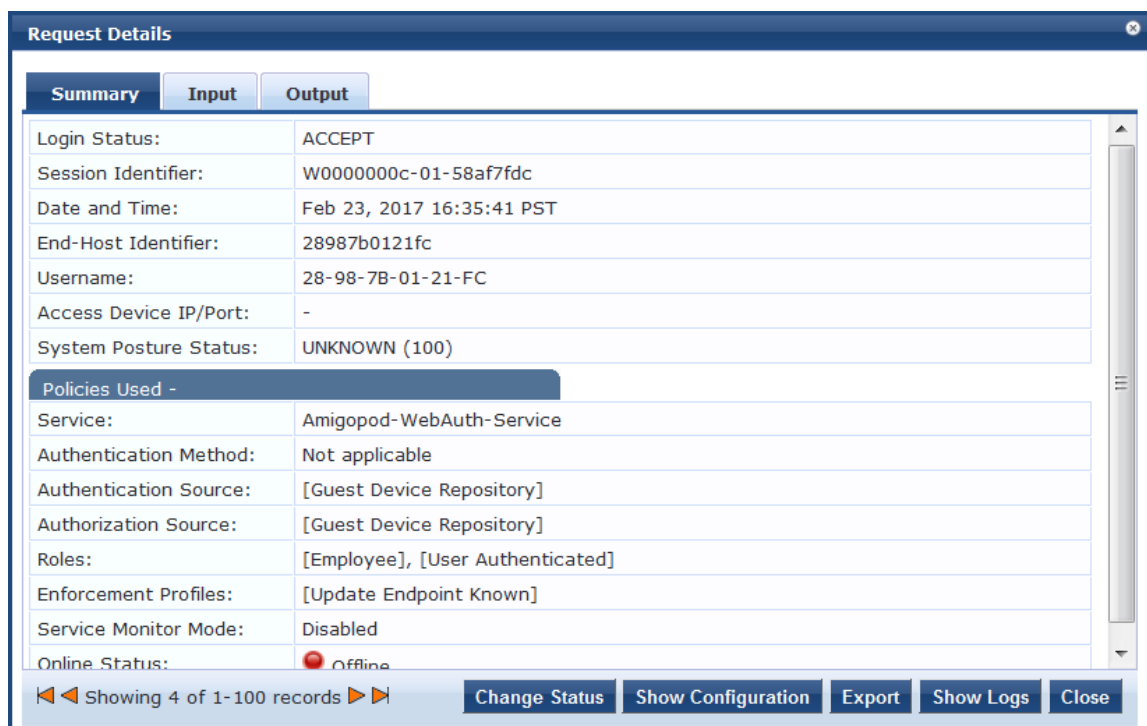 Request Details
Summary Input Output
Login Status: ACCEPT
Session Identifier: W0000000c-01-58af7fdc
Date and Time: Feb 23, 2017 16:35:41 PST
End-Host Identifier: 28987b0121fc
Username: 28-98-7B-01-21-FC
Access Device IP/Port: -
System Posture Status: UNKNOWN (100)
Policies Used -
Service: Amigopod-WebAuth-Service
Authentication Method: Not applicable
Authentication Source: [Guest Device Repository]
Authorization Source: [Guest Device Repository]
Roles: [Employee], [User Authenticated]
Enforcement Profiles: [Update Endpoint Known]
Service Monitor Mode: Disabled
Online Status: Offline
Showing 4 of 1-100 records Change Status Show Configuration Export Show Logs Close